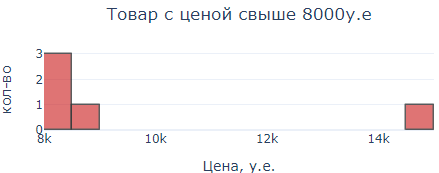 Товар с ценой свыше 8000у.е
кол-во
3
2
1
0
8k 10k 12k 14k
Цена, у.е.